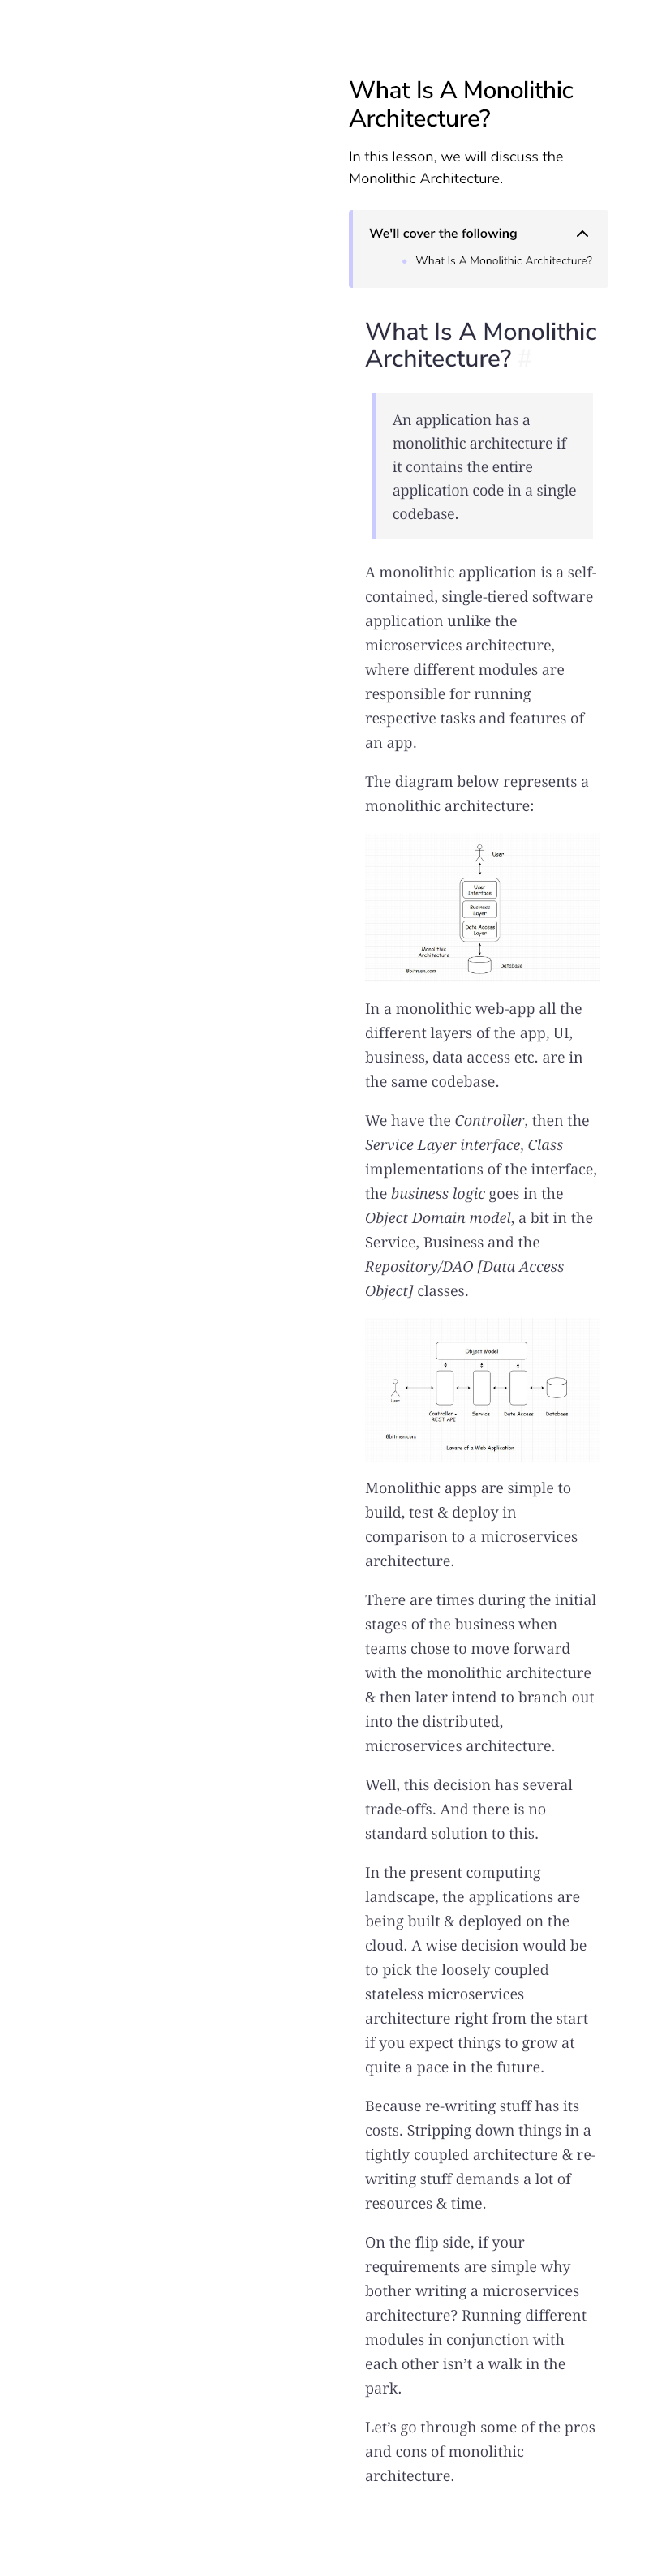 What Is A Monolithic
Architecture?
In this lesson, we will discuss the
Monolithic Architecture.
We'll cover the following
What Is A Monolithic Architecture?
What Is A Monolithic
Architecture? #
An application has a
monolithic architecture if
it contains the entire
application code in a single
codebase.
A monolithic application is a self-
contained, single-tiered software
application unlike the
microservices architecture,
where different modules are
responsible for running
respective tasks and features of
an app.
The diagram below represents a
monolithic architecture:
User
User
Interface
Business
Layer
Data Access
Layer
Monolithic
Architecture
8bitmen.com
Database
In a monolithic web-app all the
different layers of the app, UI,
business, data access etc. are in
the same codebase.
We have the Controller, then the
Service Layer interface, Class
implementations of the interface,
the business logic goes in the
Object Domain model, a bit in the
Service, Business and the
Repository/DAO [Data Access
Object] classes.
Object Model
User
Controller -
REST API
Service
Data Access
Database
8bitmen.com
Layers of a Web Application
Monolithic apps are simple to
build, test & deploy in
comparison to a microservices
architecture.
There are times during the initial
stages of the business when
teams chose to move forward
with the monolithic architecture
& then later intend to branch out
into the distributed,
microservices architecture.
Well, this decision has several
trade-offs. And there is no
standard solution to this.
In the present computing
landscape, the applications are
being built & deployed on the
cloud. A wise decision would be
to pick the loosely coupled
stateless microservices
architecture right from the start
if you expect things to grow at
quite a pace in the future.
Because re-writing stuff has its
costs. Stripping down things in a
tightly coupled architecture & re-
writing stuff demands a lot of
resources & time.
On the flip side, if your
requirements are simple why
bother writing a microservices
architecture? Running different
modules in conjunction with
each other isn’t a walk in the
park.
Let’s go through some of the pros
and cons of monolithic
architecture.